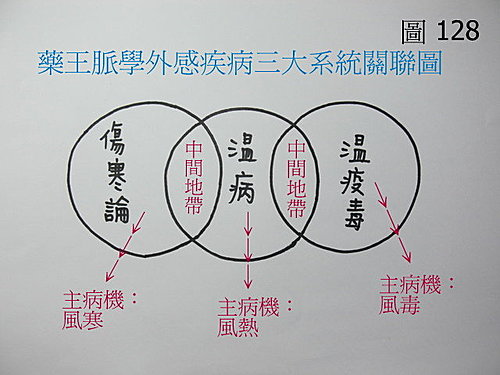 圖 128
藥王脈學外感疾病三大系統關聯圖
傷寒論
中間地帶
溫病
中間地帶
溫疫毒
主病機：
風寒
主病機：
風熱
主病機：
風毒